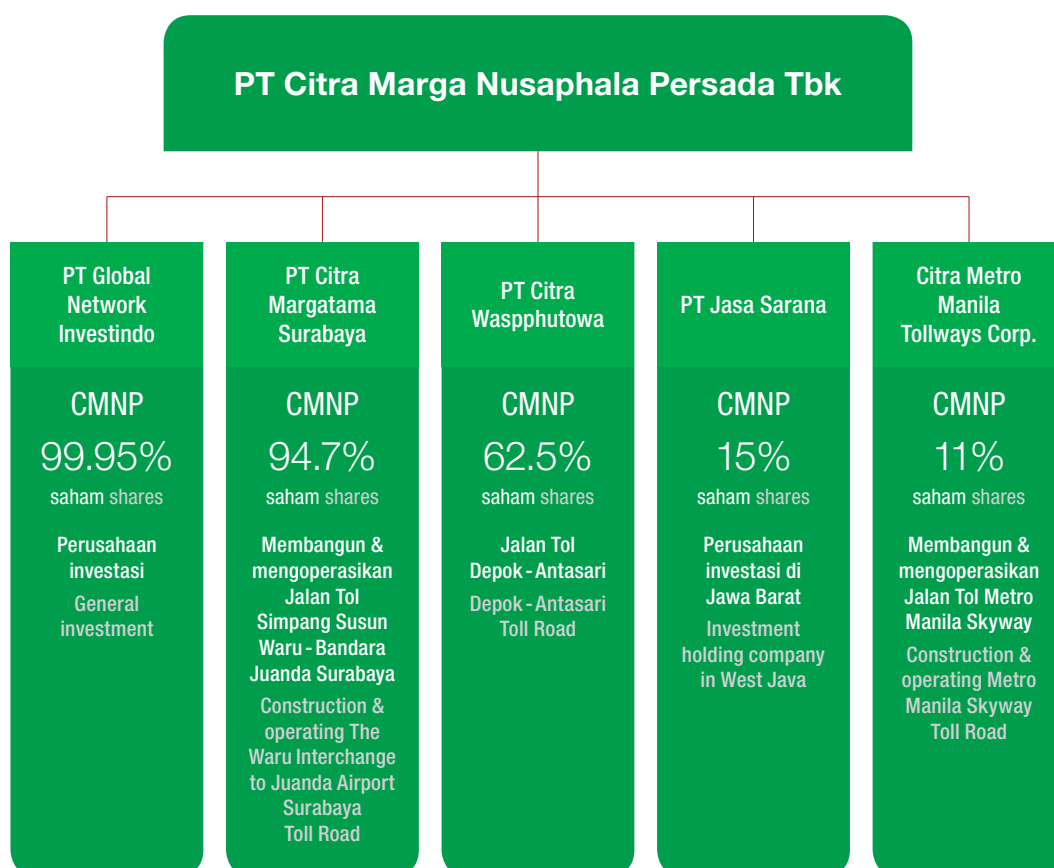 PT Citra Marga Nusaphala Persada Tbk
PT Global
Network
Investindo
CMNP
99.95%
saham shares
Perusahaan
investasi
General
investment
PT Citra
Margatama
Surabaya
CMNP
94.7%
saham shares
Membangun &
mengoperasikan
Jalan Tol
Simpang Susun
Waru - Bandara
Juanda Surabaya
Construction &
operating The
Waru Interchange
to Juanda Airport
Surabaya
Toll Road
PT Citra
Waspphutowa
CMNP
62.5%
saham shares
Jalan Tol
Depok - Antasari
Depok - Antasari
Toll Road
PT Jasa Sarana
CMNP
15%
saham shares
Perusahaan
investasi di
Jawa Barat
Investment
holding company
in West Java
Citra Metro
Manila
Tollways Corp.
CMNP
11%
saham shares
Membangun &
mengoperasikan
Jalan Tol Metro
Manila Skyway
Construction &
operating Metro
Manila Skyway
Toll Road